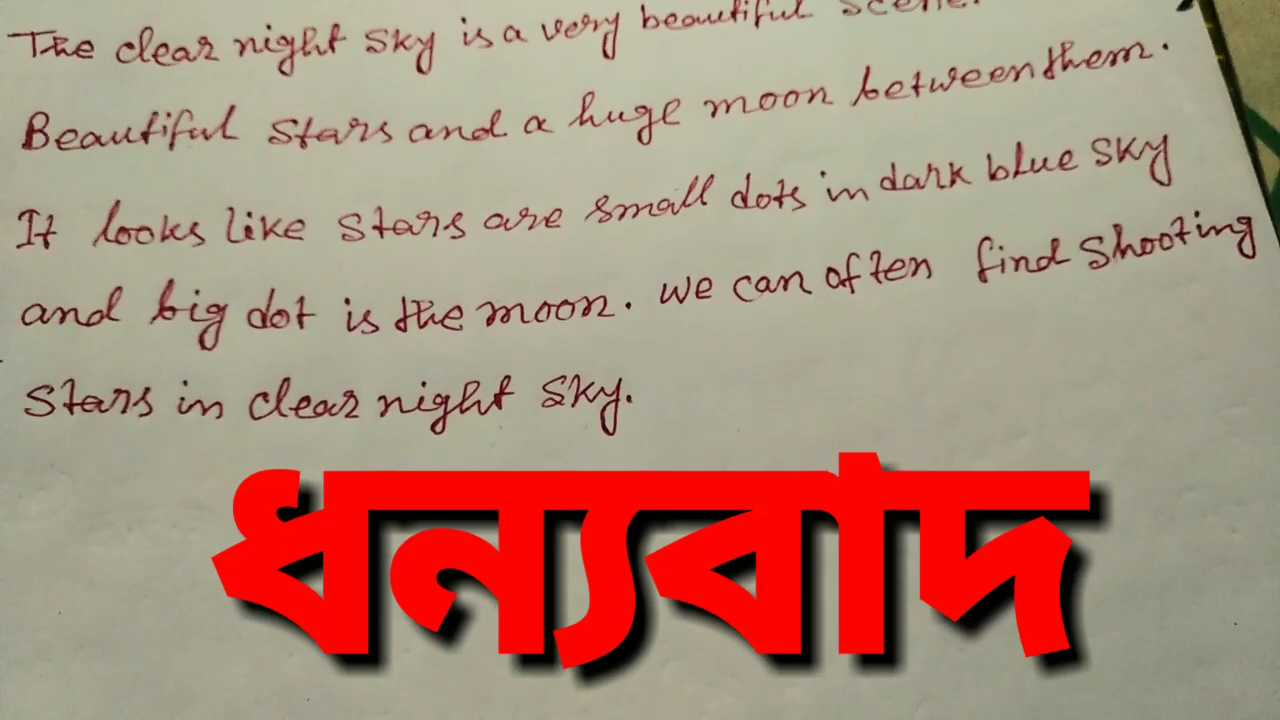 The clear night sky is a very beautiful scene.
Beautiful stars and a huge moon between them.
It looks like stars are small dots in dark blue sky
and big dot is the moon. we can often find shooting
stars in clear night sky.
ধন্যবাদ